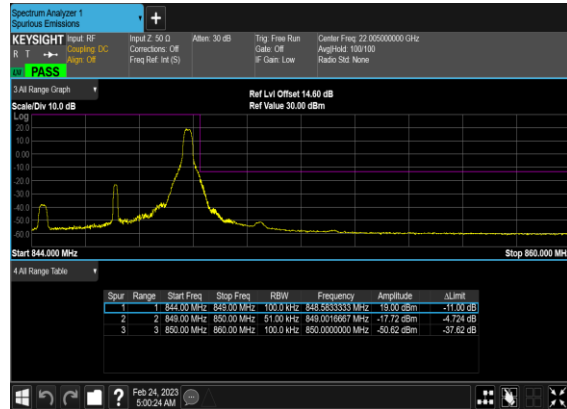 Spectrum Analyzer 1
Spurious Emissions
+
KEYSIGHT Input: RF Input Z: 50 Ω Atten: 30 dB Trig: Free Run Center Freq: 22.005000000 GHz
R T Coupling: DC Corrections: Off Gate: Off Avg|Hold: 100/100
Align: Off Freq Ref: Int (S) IF Gain: Low Radio Std: None
PASS
3 All Range Graph
Ref Lvl Offset 14.60 dB
Scale/Div 10.0 dB Ref Value 30.00 dBm
Log
20.0
10.0
0.00
-10.0
-20.0
-30.0
-40.0
-50.0
-60.0
Start 844.000 MHz Stop 860.000 MH
4 All Range Table
Spur Range Start Freq Stop Freq RBW Frequency Amplitude ΔLimit
1 1 844.00 MHz 849.00 MHz 100.0 kHz 848.5833333 MHz 19.00 dBm -11.00 dB
2 2 849.00 MHz 850.00 MHz 51.00 kHz 849.0016667 MHz -17.72 dBm -4.724 dB
3 3 850.00 MHz 860.00 MHz 100.0 kHz 850.0000000 MHz -50.62 dBm -37.62 dB
?
Feb 24, 2023
5:00:24 AM